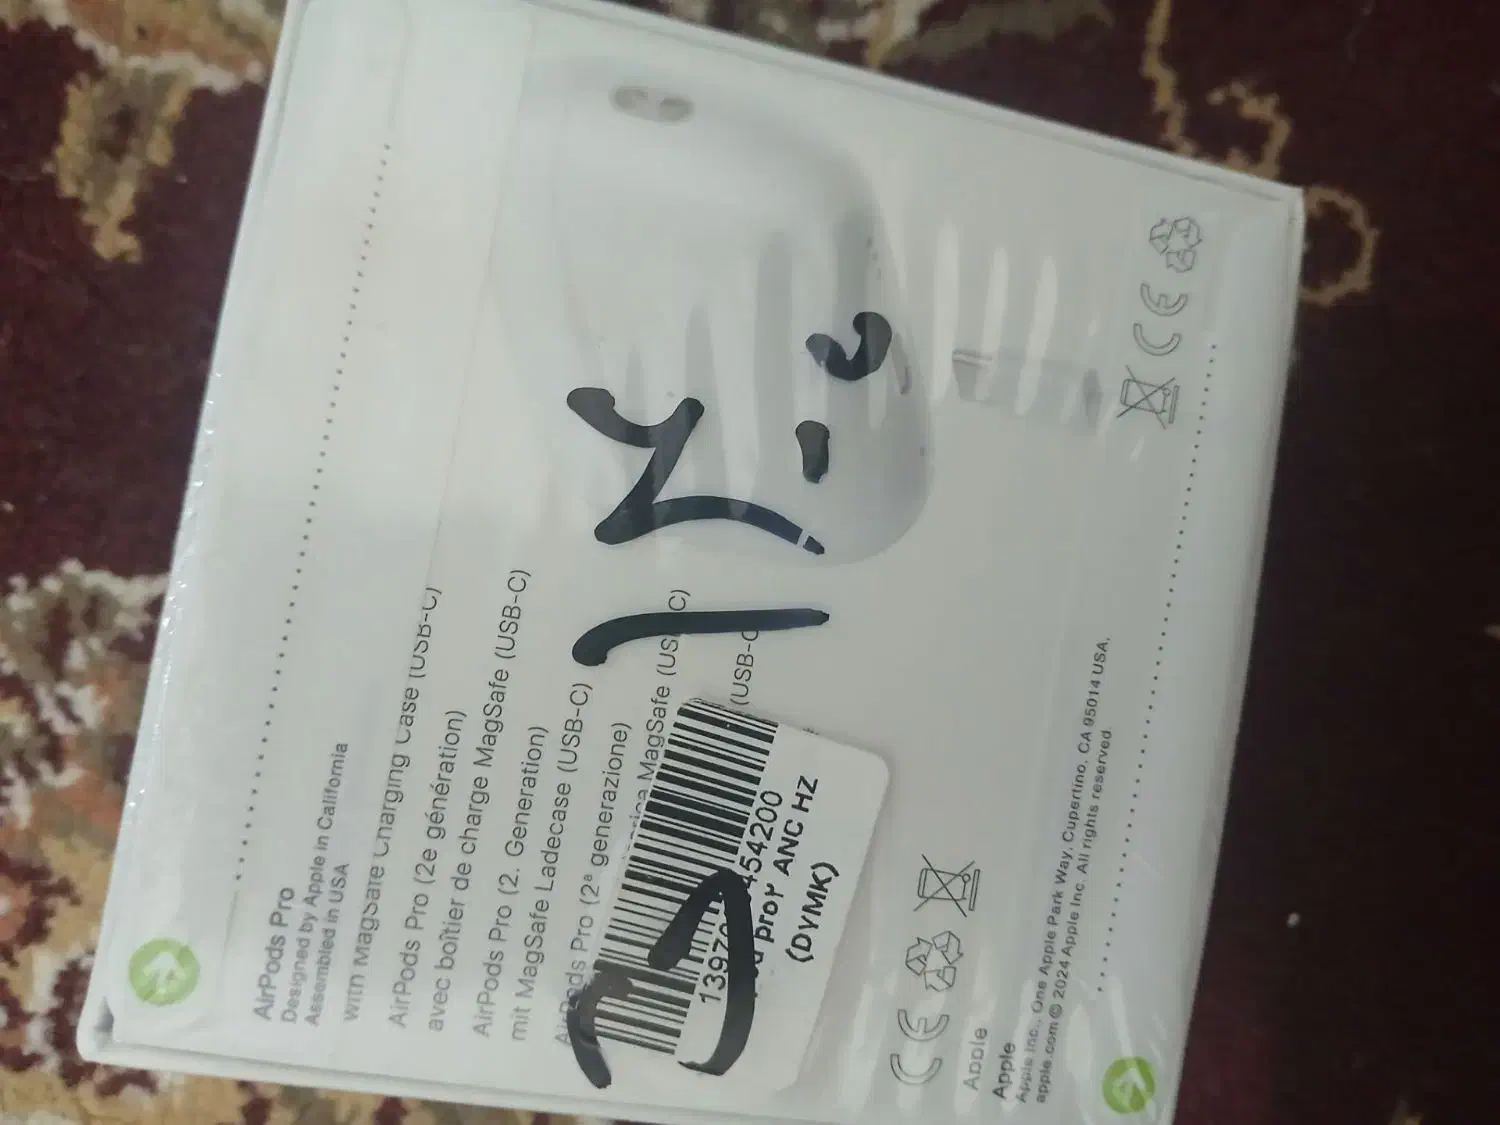 AirPods Pro
Designed by Apple in California
Assembled in USA
with MagSafe Charging Case (USB-C)
AirPods Pro (2e génération)
avec boîtier de charge MagSafe (USB-C)
AirPods Pro (2. Generation)
mit MagSafe Ladecase (USB-C)
AirPods Pro (2ª generazione)
MagSafe (USB-C)
(USB-C
454200
pro۲ ANC HZ
(DYMK)
CE
Apple
Apple
Apple Inc., One Apple Park Way, Cupertino, CA 95014 USA.
apple.com © 2024 Apple Inc. All rights reserved.
CE